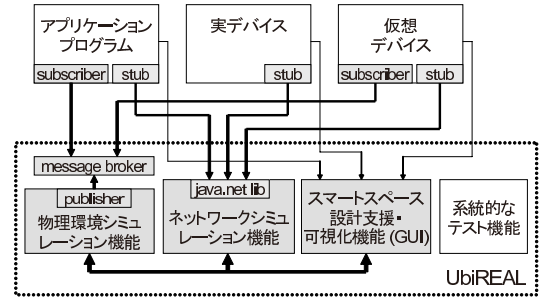 アプリケーション
プログラム
subscriber
stub
実デバイス
stub
仮想
デバイス
subscriber
stub
message broker
publisher
物理環境シミュ
レーション機能
java.net lib
ネットワークシミュ
レーション機能
スマートスペース
設計支援・
可視化機能 (GUI)
系統的な
テスト機能
UbiREAL